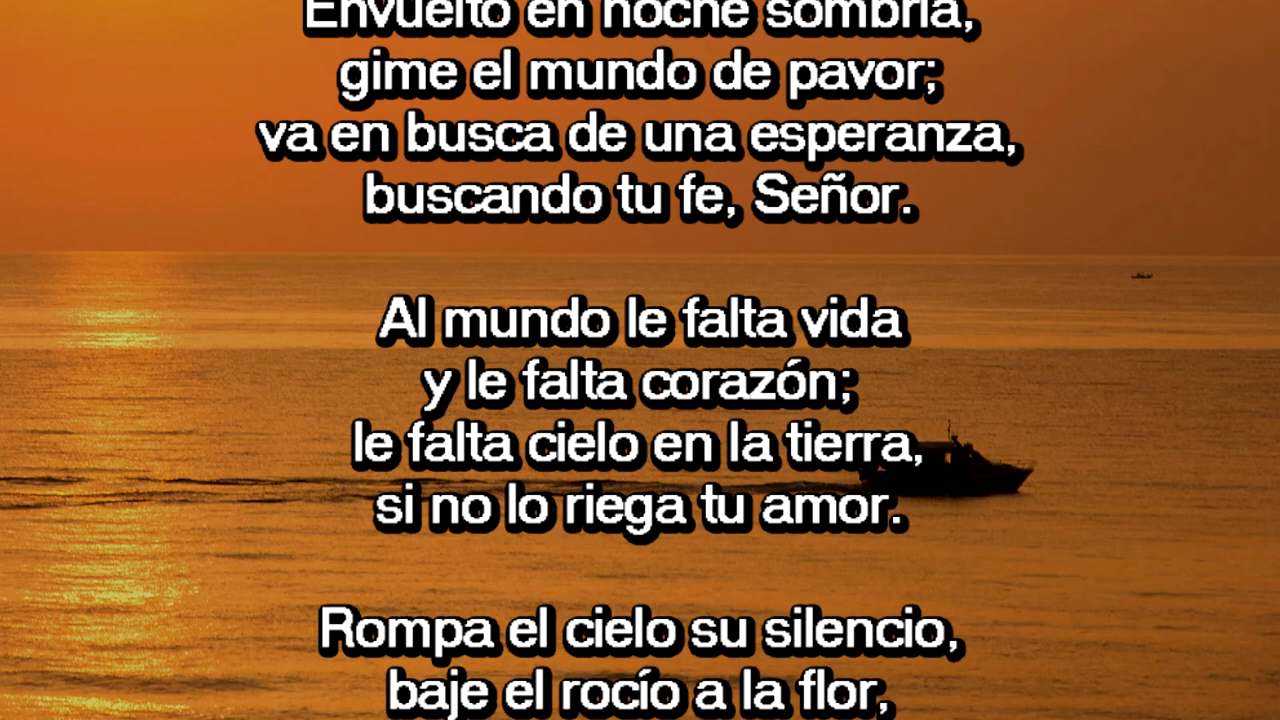 Envuelto en noche sombría,
gime el mundo de pavor;
va en busca de una esperanza,
buscando tu fe, Señor.
Al mundo le falta vida
y le falta corazón;
le falta cielo en la tierra,
si no lo riega tu amor.
Rompa el cielo su silencio,
baje el rocío a la flor,